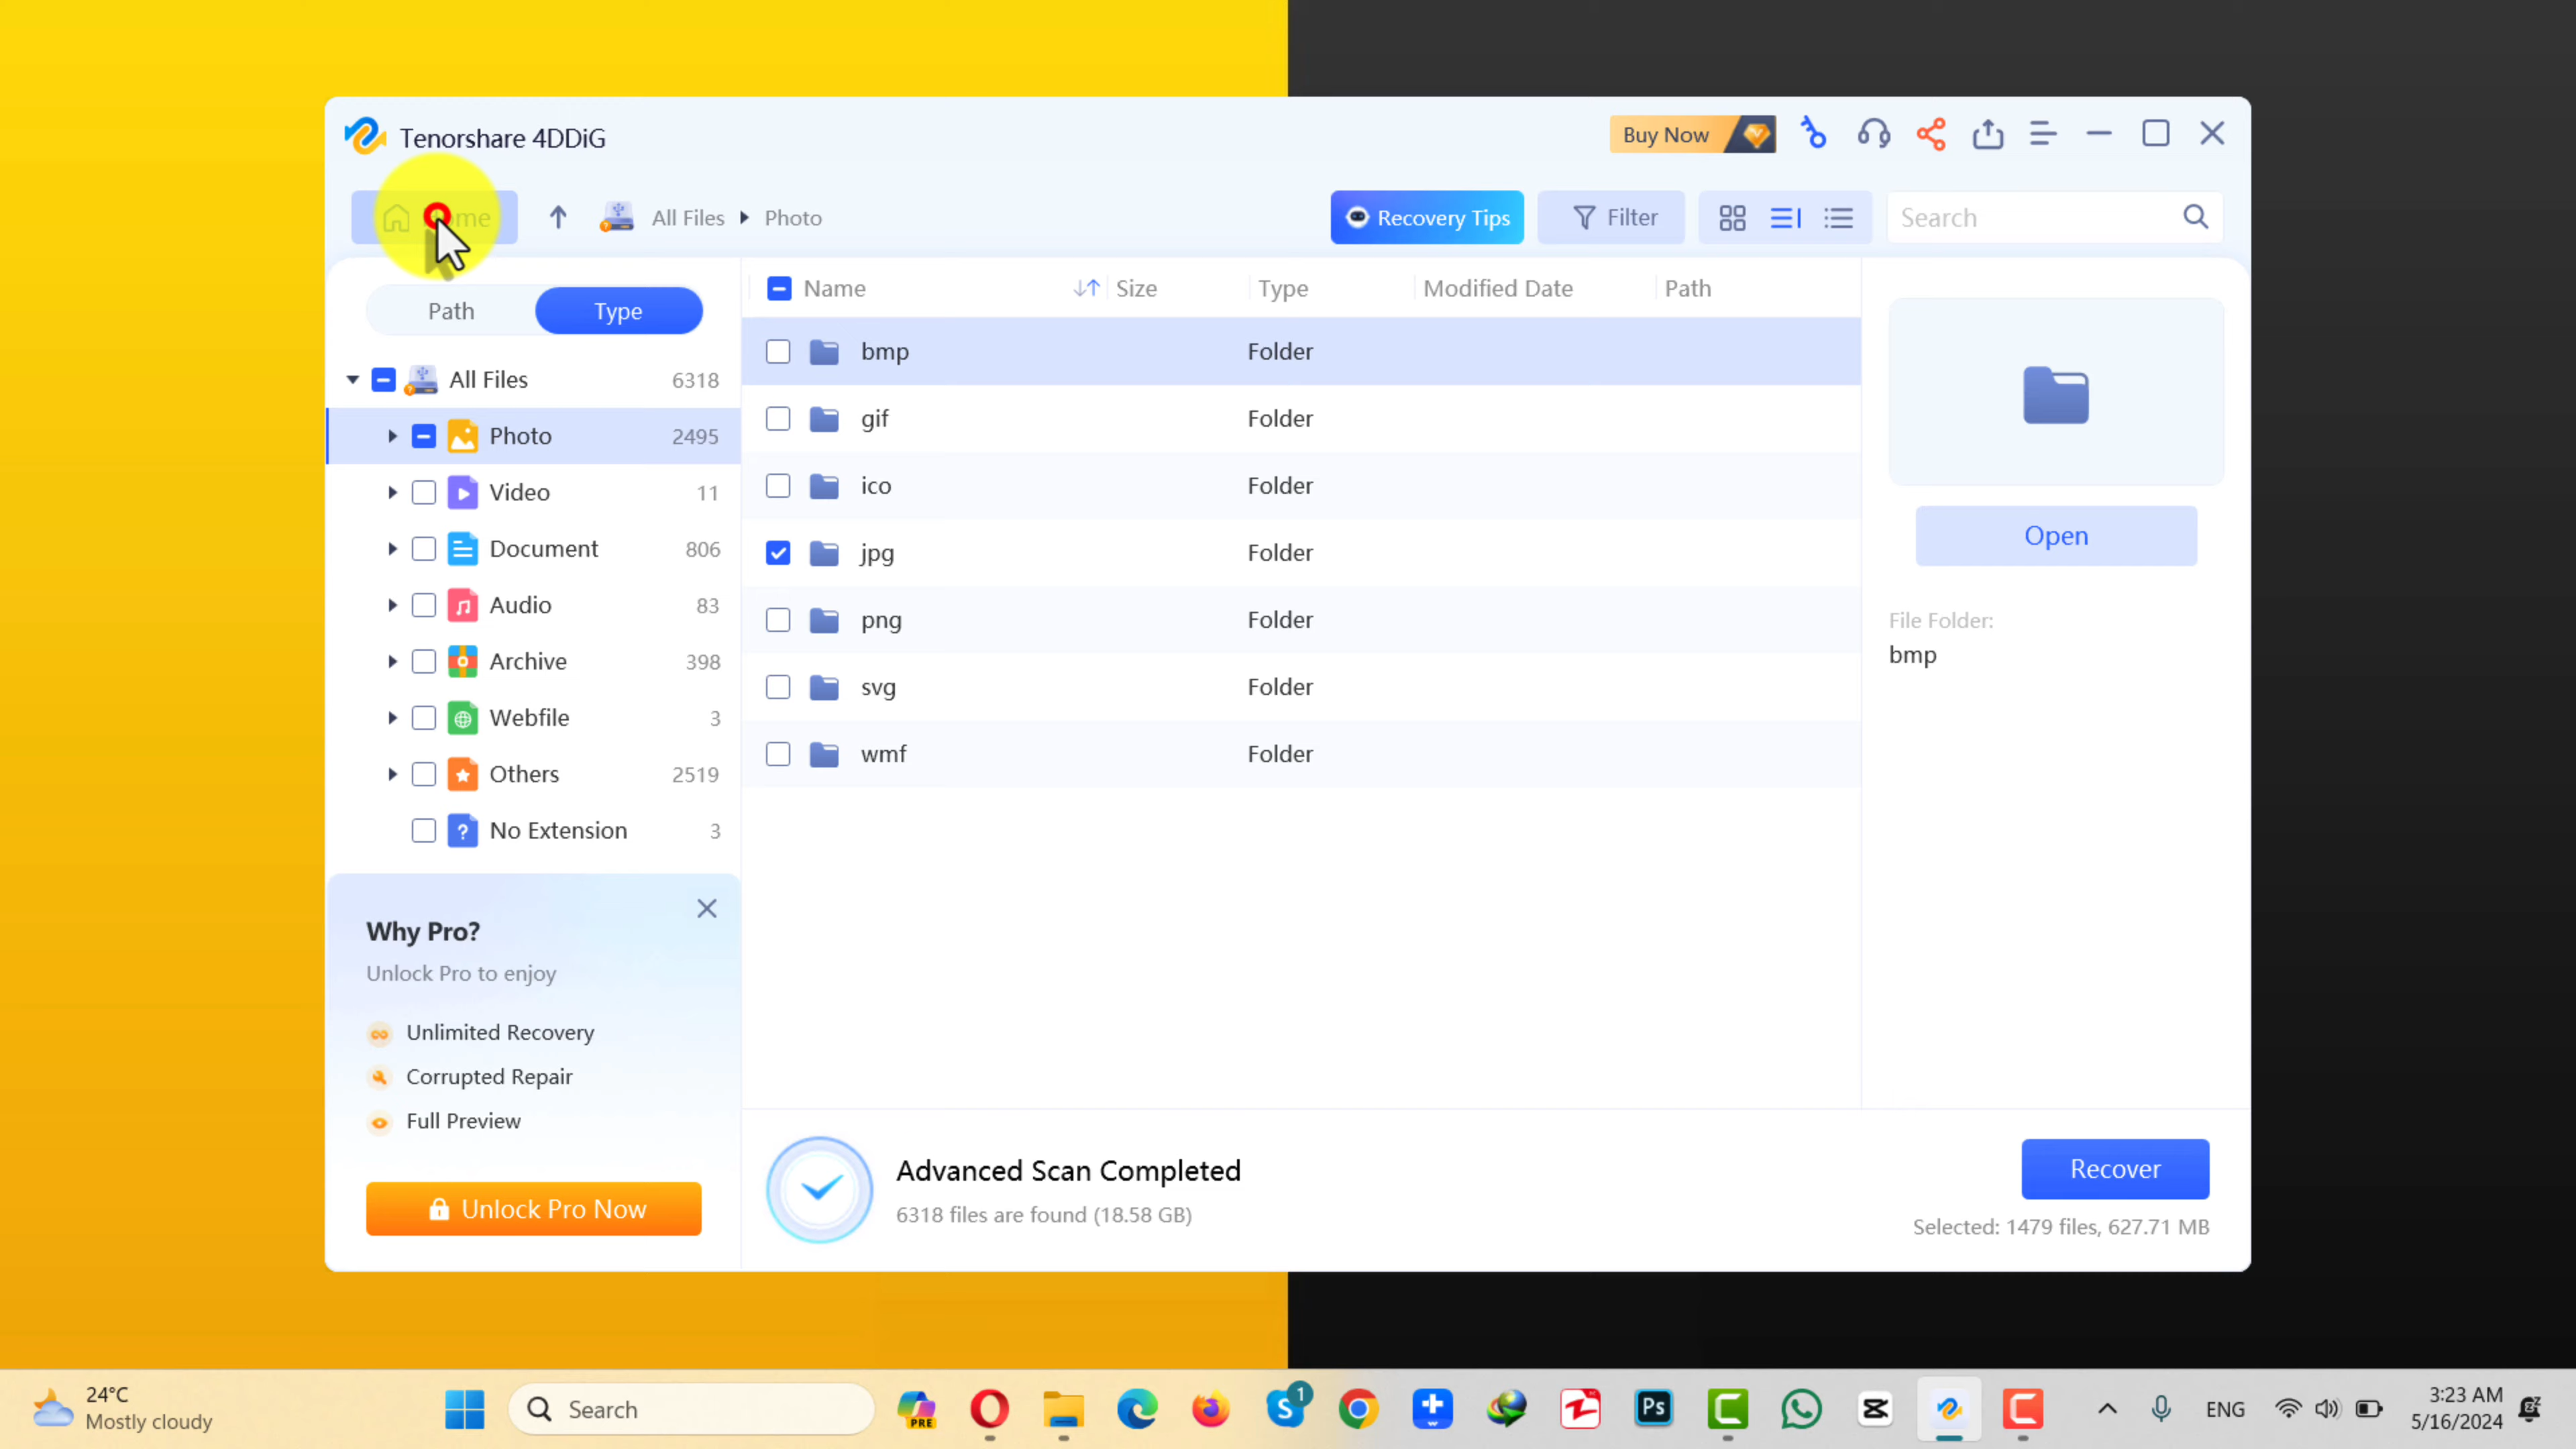 Tenorshare 4DDiG
Buy Now
All Files
Photo
Recovery Tips
Filter
Search
Path
Type
All Files 6318
Photo 2495
Video 11
Document 806
Audio 83
Archive 398
Webfile 3
Others 2519
No Extension 3
Why Pro?
Unlock Pro to enjoy
Unlimited Recovery
Corrupted Repair
Full Preview
Unlock Pro Now
Name Size Type Modified Date Path
bmp Folder
gif Folder
ico Folder
jpg Folder
png Folder
svg Folder
wmf Folder
Open
File Folder:
bmp
Advanced Scan Completed
6318 files are found (18.58 GB)
Recover
Selected: 1479 files, 627.71 MB
24°C
Mostly cloudy
Search
PRE
1
Ps
ENG
3:23 AM
5/16/2024